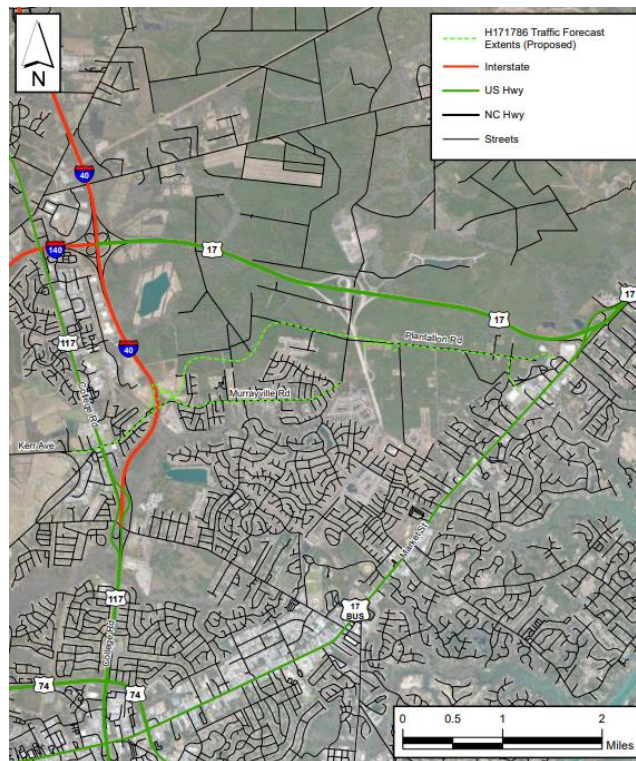 N
H171786 Traffic Forecast
Extents (Proposed)
Interstate
US Hwy
NC Hwy
Streets
40
140
17
17
17
117
40
Plantation Rd
College Rd
Murrayville Rd
Kerr Ave
Market St
117
17
BUS
College Rd
74
74
0 0.5 1 2
Miles